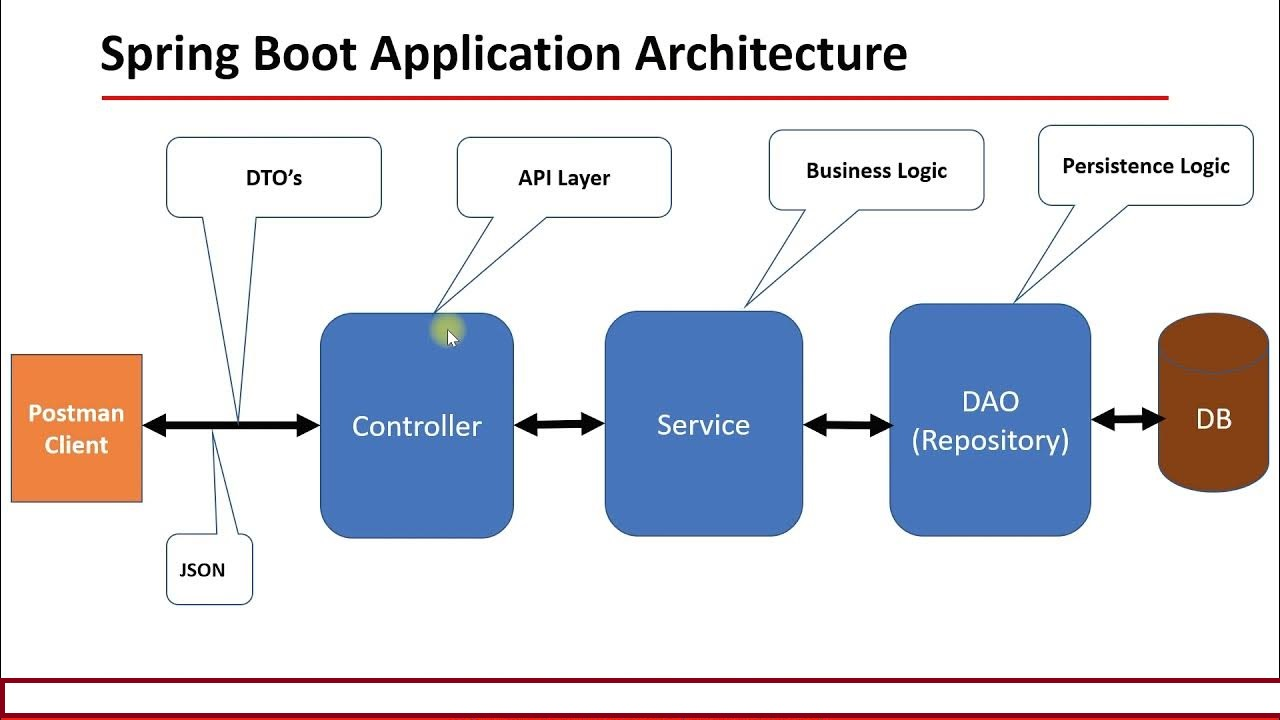 Spring Boot Application Architecture
DTO’s
API Layer
Business Logic
Persistence Logic
Postman
Client
Controller
Service
DAO
(Repository)
DB
JSON